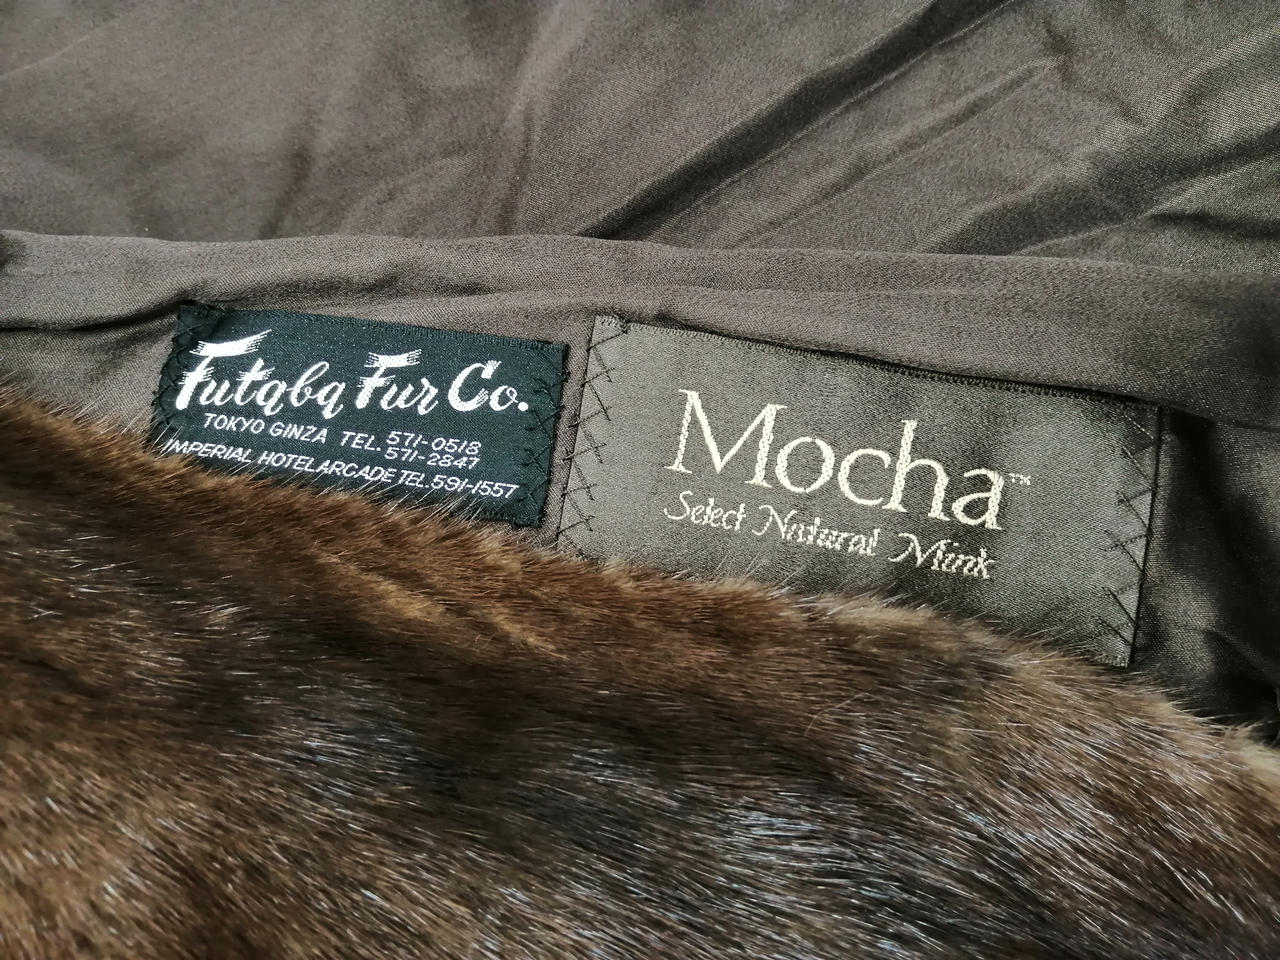 Futaba Fur Co.
TOKYO GINZA TEL. 571-0518
571-2847
IMPERIAL HOTEL ARCADE TEL. 591-1557
Mocha™
Select Natural Mink